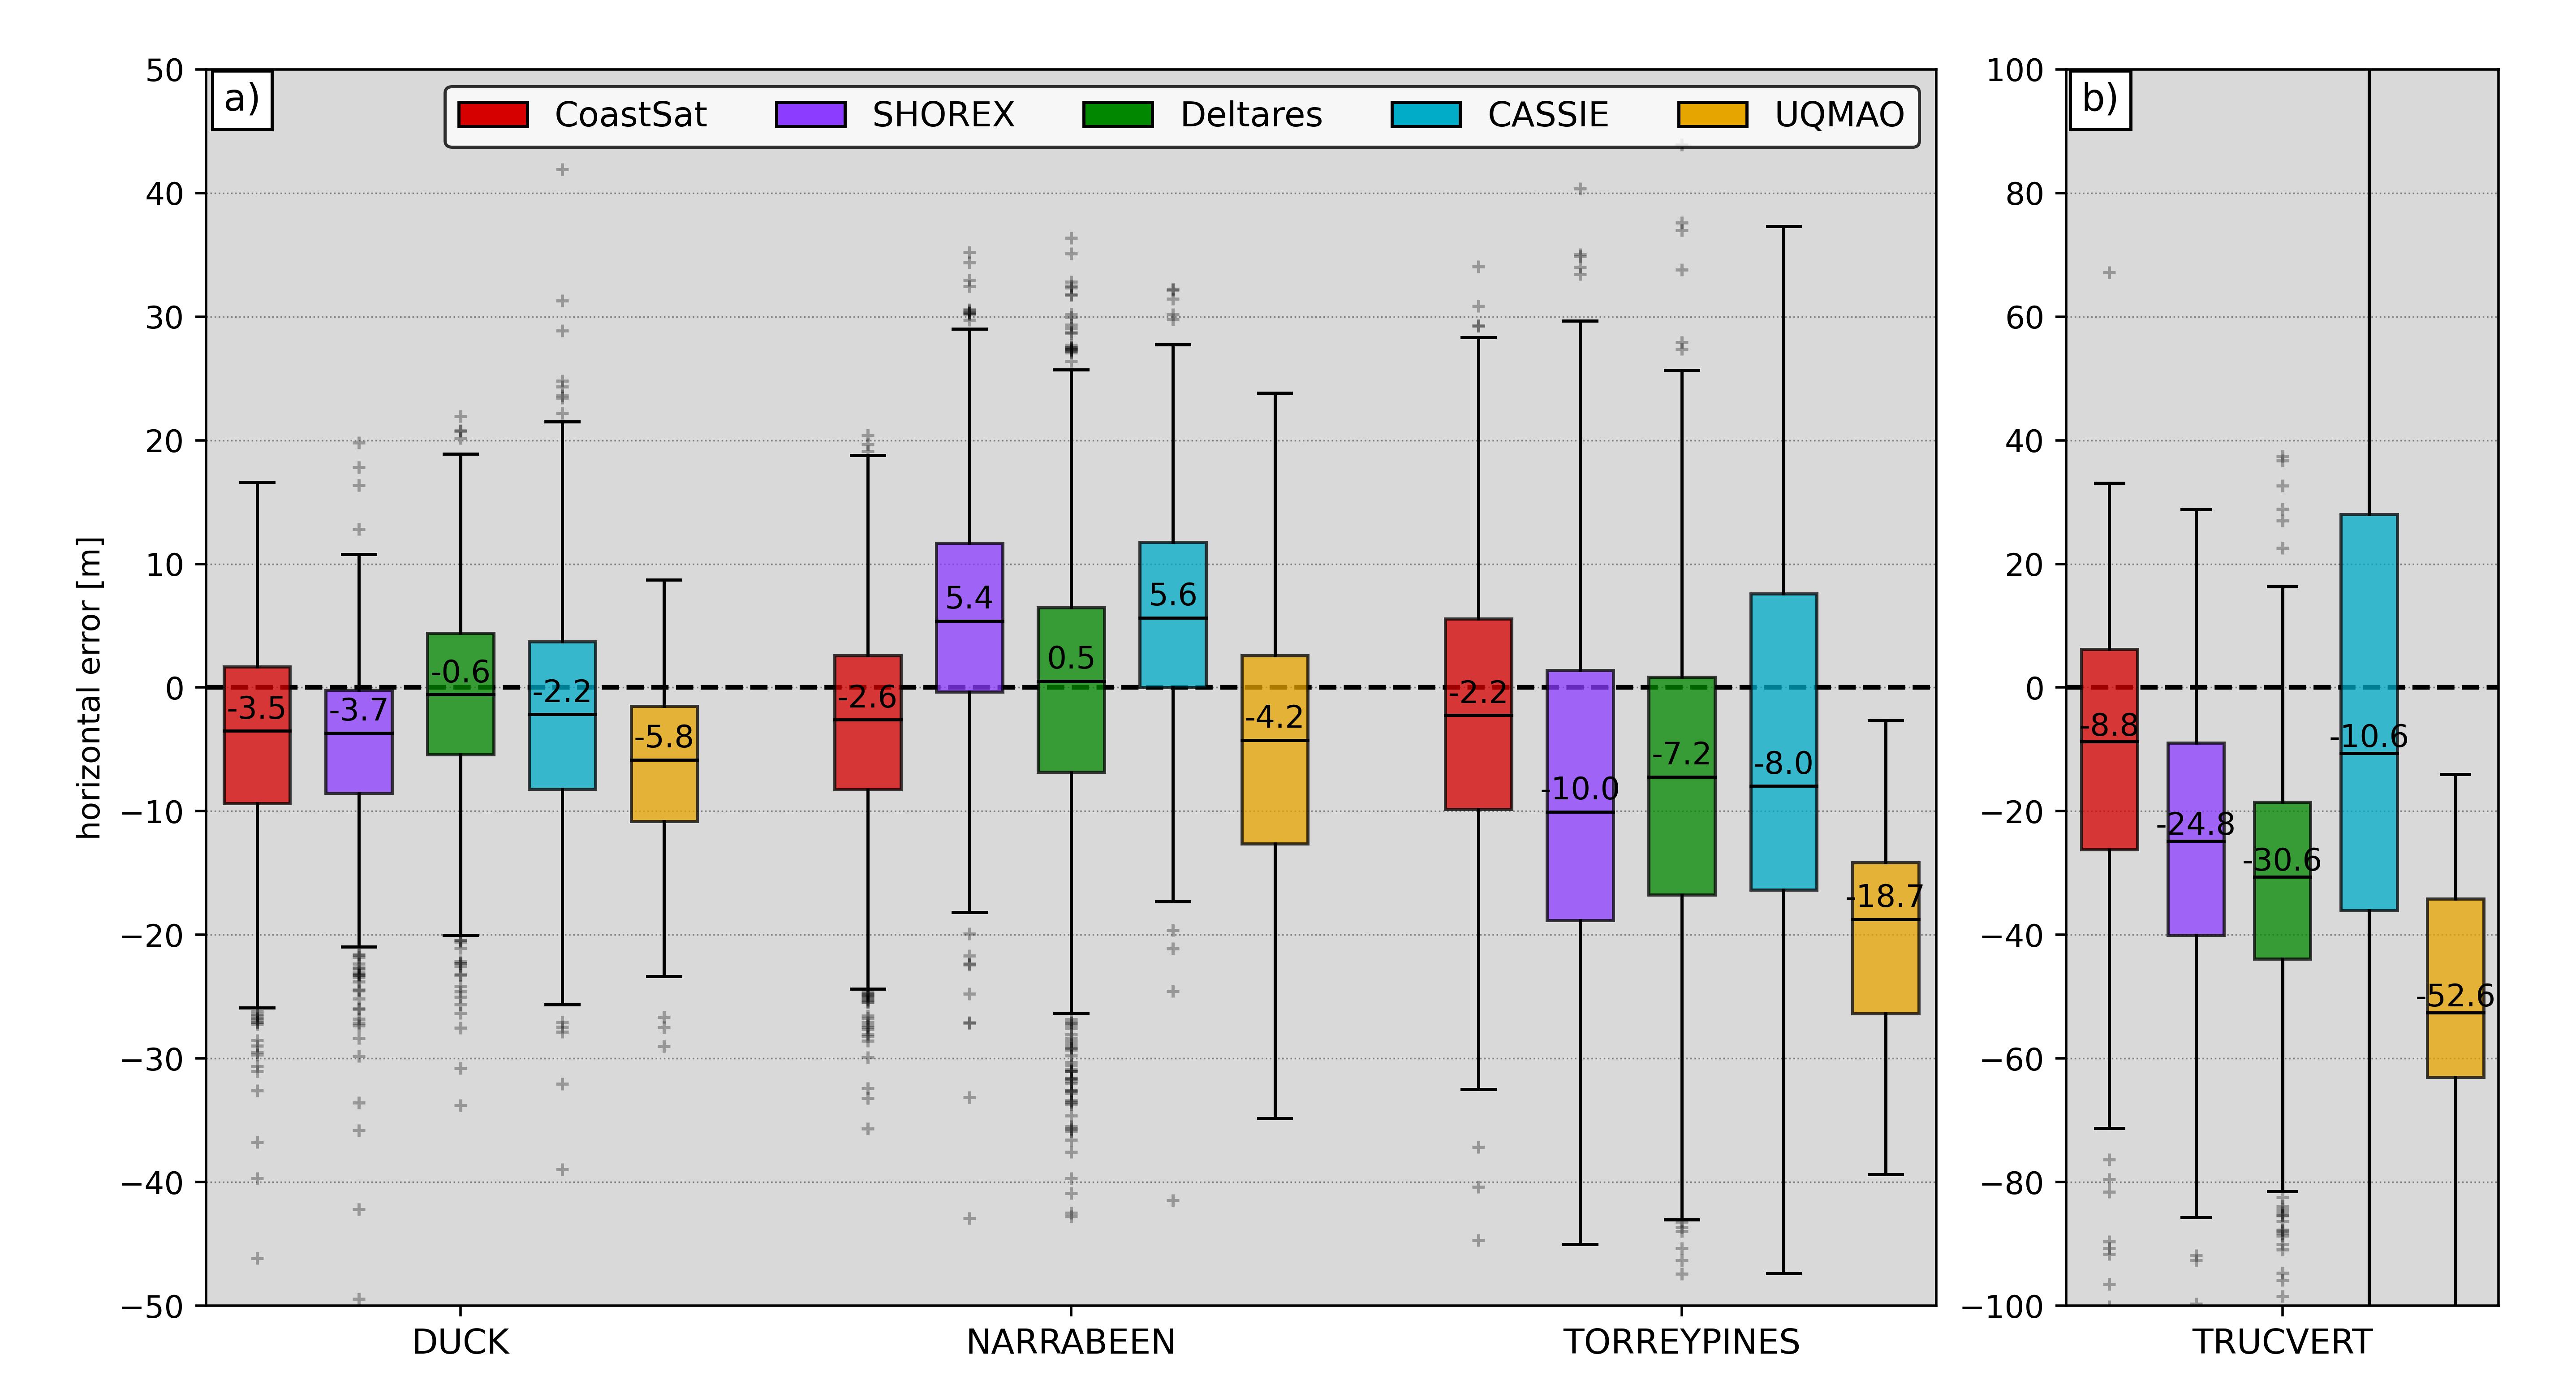 a)
CoastSat SHOREX Deltares CASSIE UQMAO
horizontal error [m]
50
40
30
20
10
0
−10
−20
−30
−40
−50
-3.5 -3.7 -0.6 -2.2 -5.8
-2.6 5.4 0.5 5.6 -4.2
-2.2 -10.0 -7.2 -8.0 -18.7
DUCK NARRABEEN TORREYPINES
b)
100
80
60
40
20
0
−20
−40
−60
−80
−100
-8.8 -24.8 -30.6 -10.6 -52.6
TRUCVERT